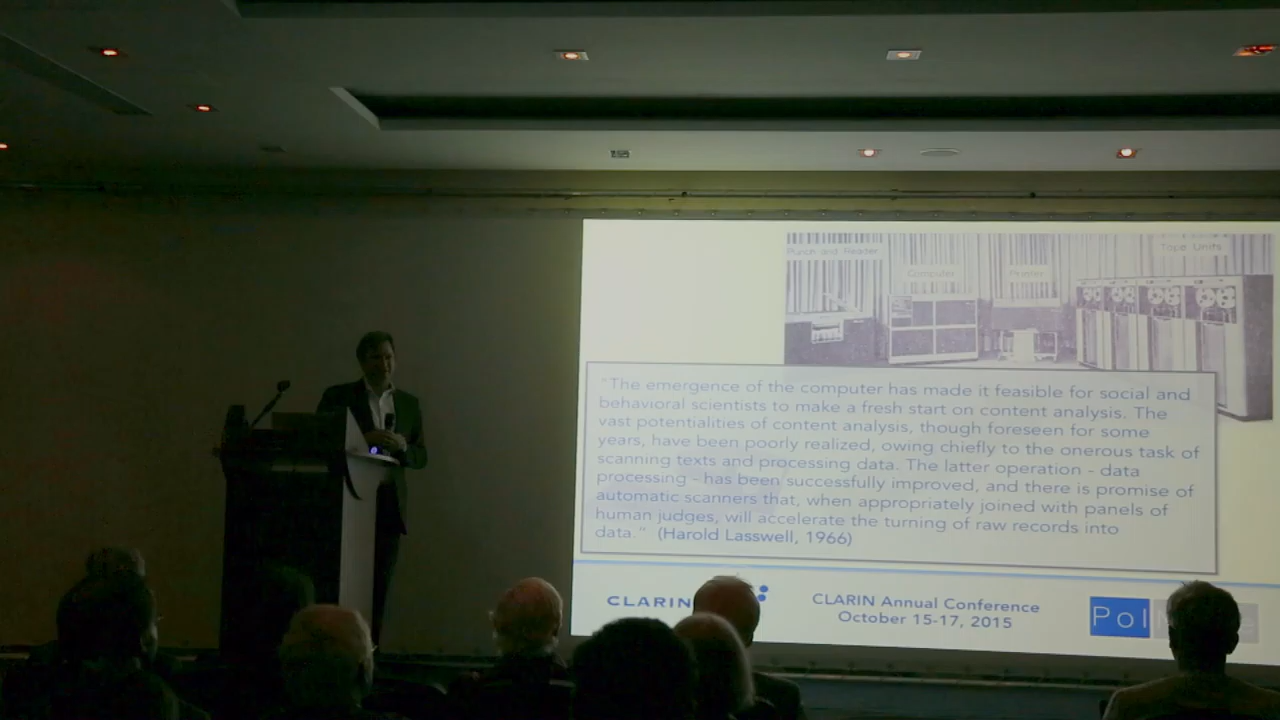 Punch and Reader
Computer
Printer
Tape Units
"The emergence of the computer has made it feasible for social and
behavioral scientists to make a fresh start on content analysis. The
vast potentialities of content analysis, though foreseen for some
years, have been poorly realized, owing chiefly to the onerous task of
scanning texts and processing data. The latter operation - data
processing - has been successfully improved, and there is promise of
automatic scanners that, when appropriately joined with panels of
human judges, will accelerate the turning of raw records into
data." (Harold Lasswell, 1966)
CLARIN
CLARIN Annual Conference
October 15-17, 2015
Pol